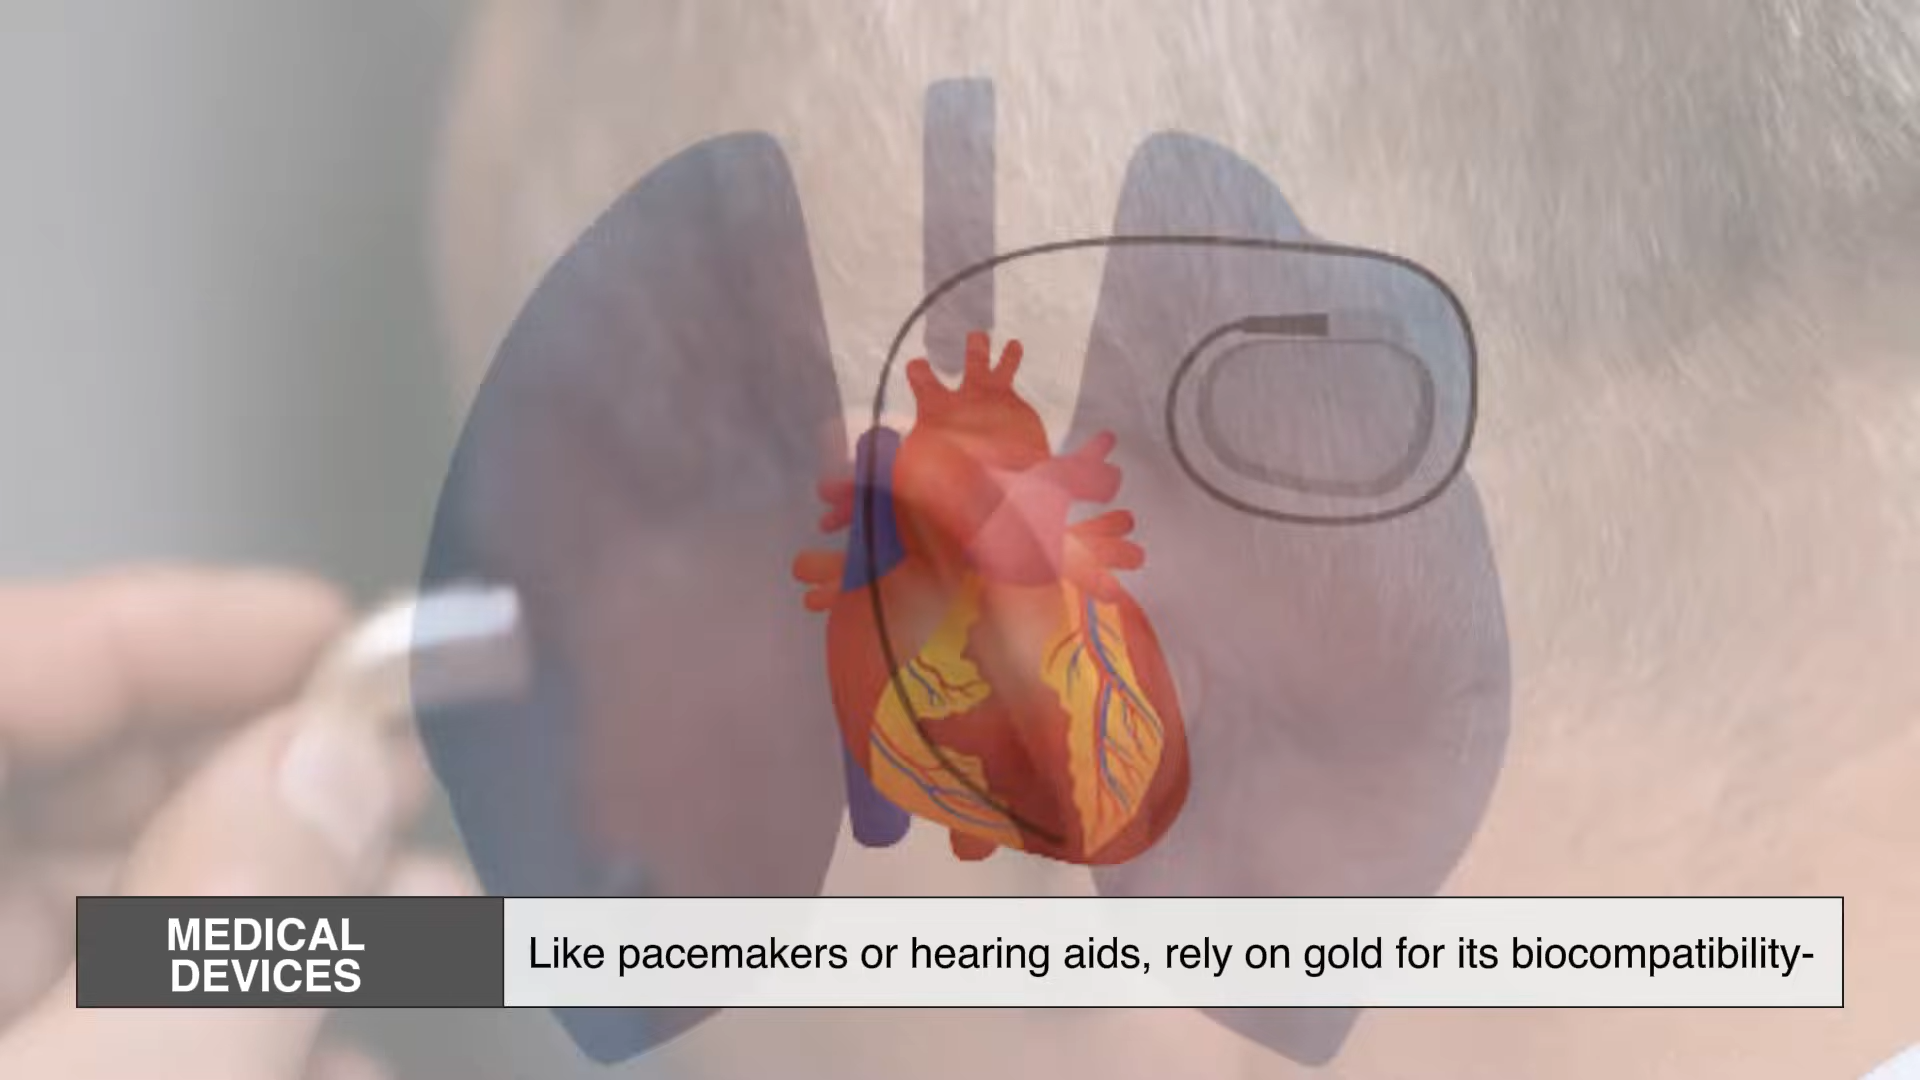 MEDICAL
DEVICES
Like pacemakers or hearing aids, rely on gold for its biocompatibility-